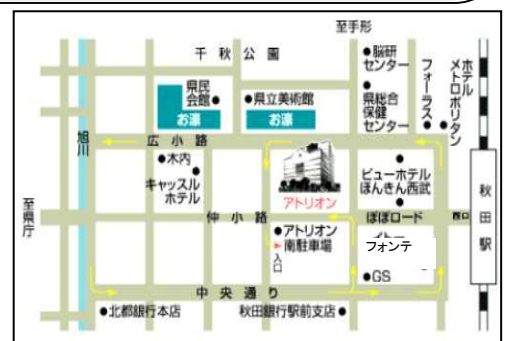 至手形
千秋公園
●脳研
センター
フォーラス
ホテル
メトロポリタン
県民
会館●
●県立美術館
県総合
保健
センター
お濠
お濠
旭川
広小路
●木内
キャッスル
ホテル
アトリオン
ビューホテル
ほんきん西武
秋田駅
至県庁
仲小路
ぽぽロード
西口
●アトリオン
南駐車場
入口
フォンテ
●GS
中央通り
●北都銀行本店
秋田銀行駅前支店●